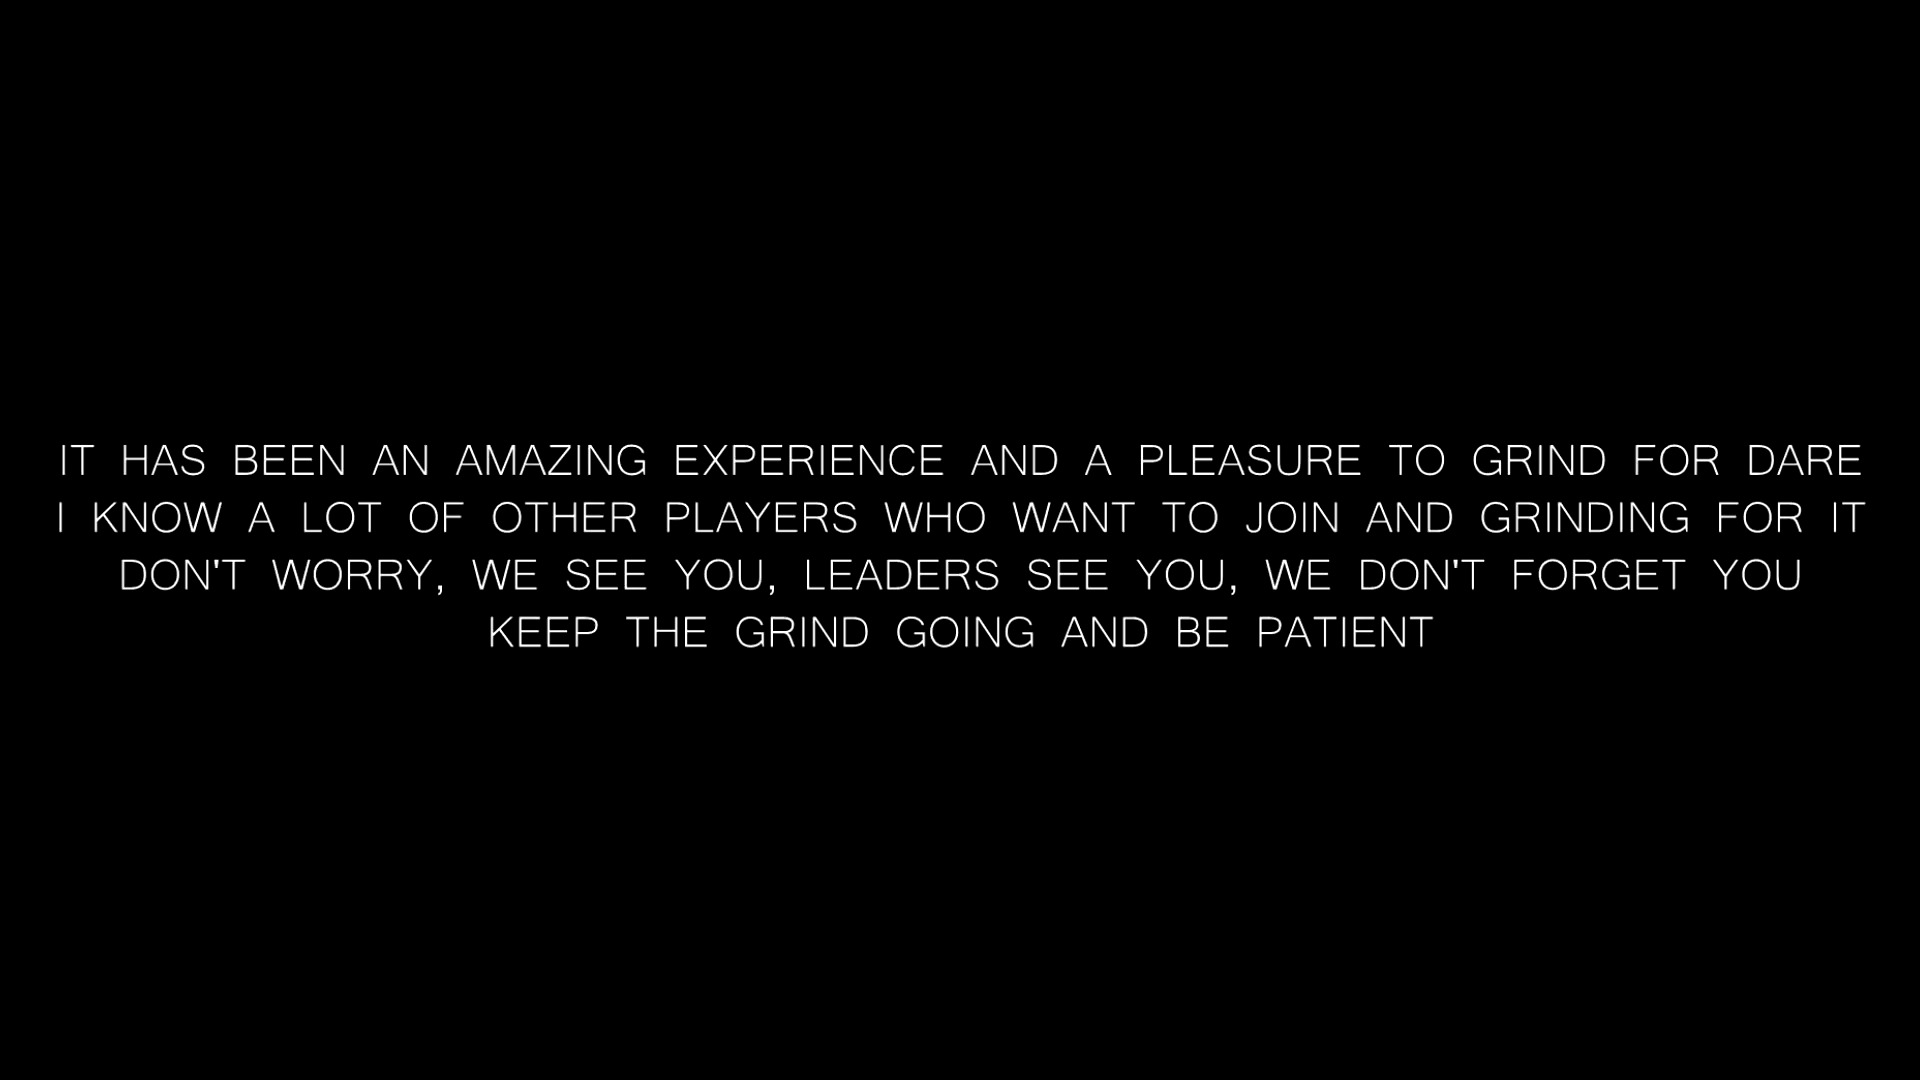 IT HAS BEEN AN AMAZING EXPERIENCE AND A PLEASURE TO GRIND FOR DARE
I KNOW A LOT OF OTHER PLAYERS WHO WANT TO JOIN AND GRINDING FOR IT
DON'T WORRY, WE SEE YOU, LEADERS SEE YOU, WE DON'T FORGET YOU
KEEP THE GRIND GOING AND BE PATIENT